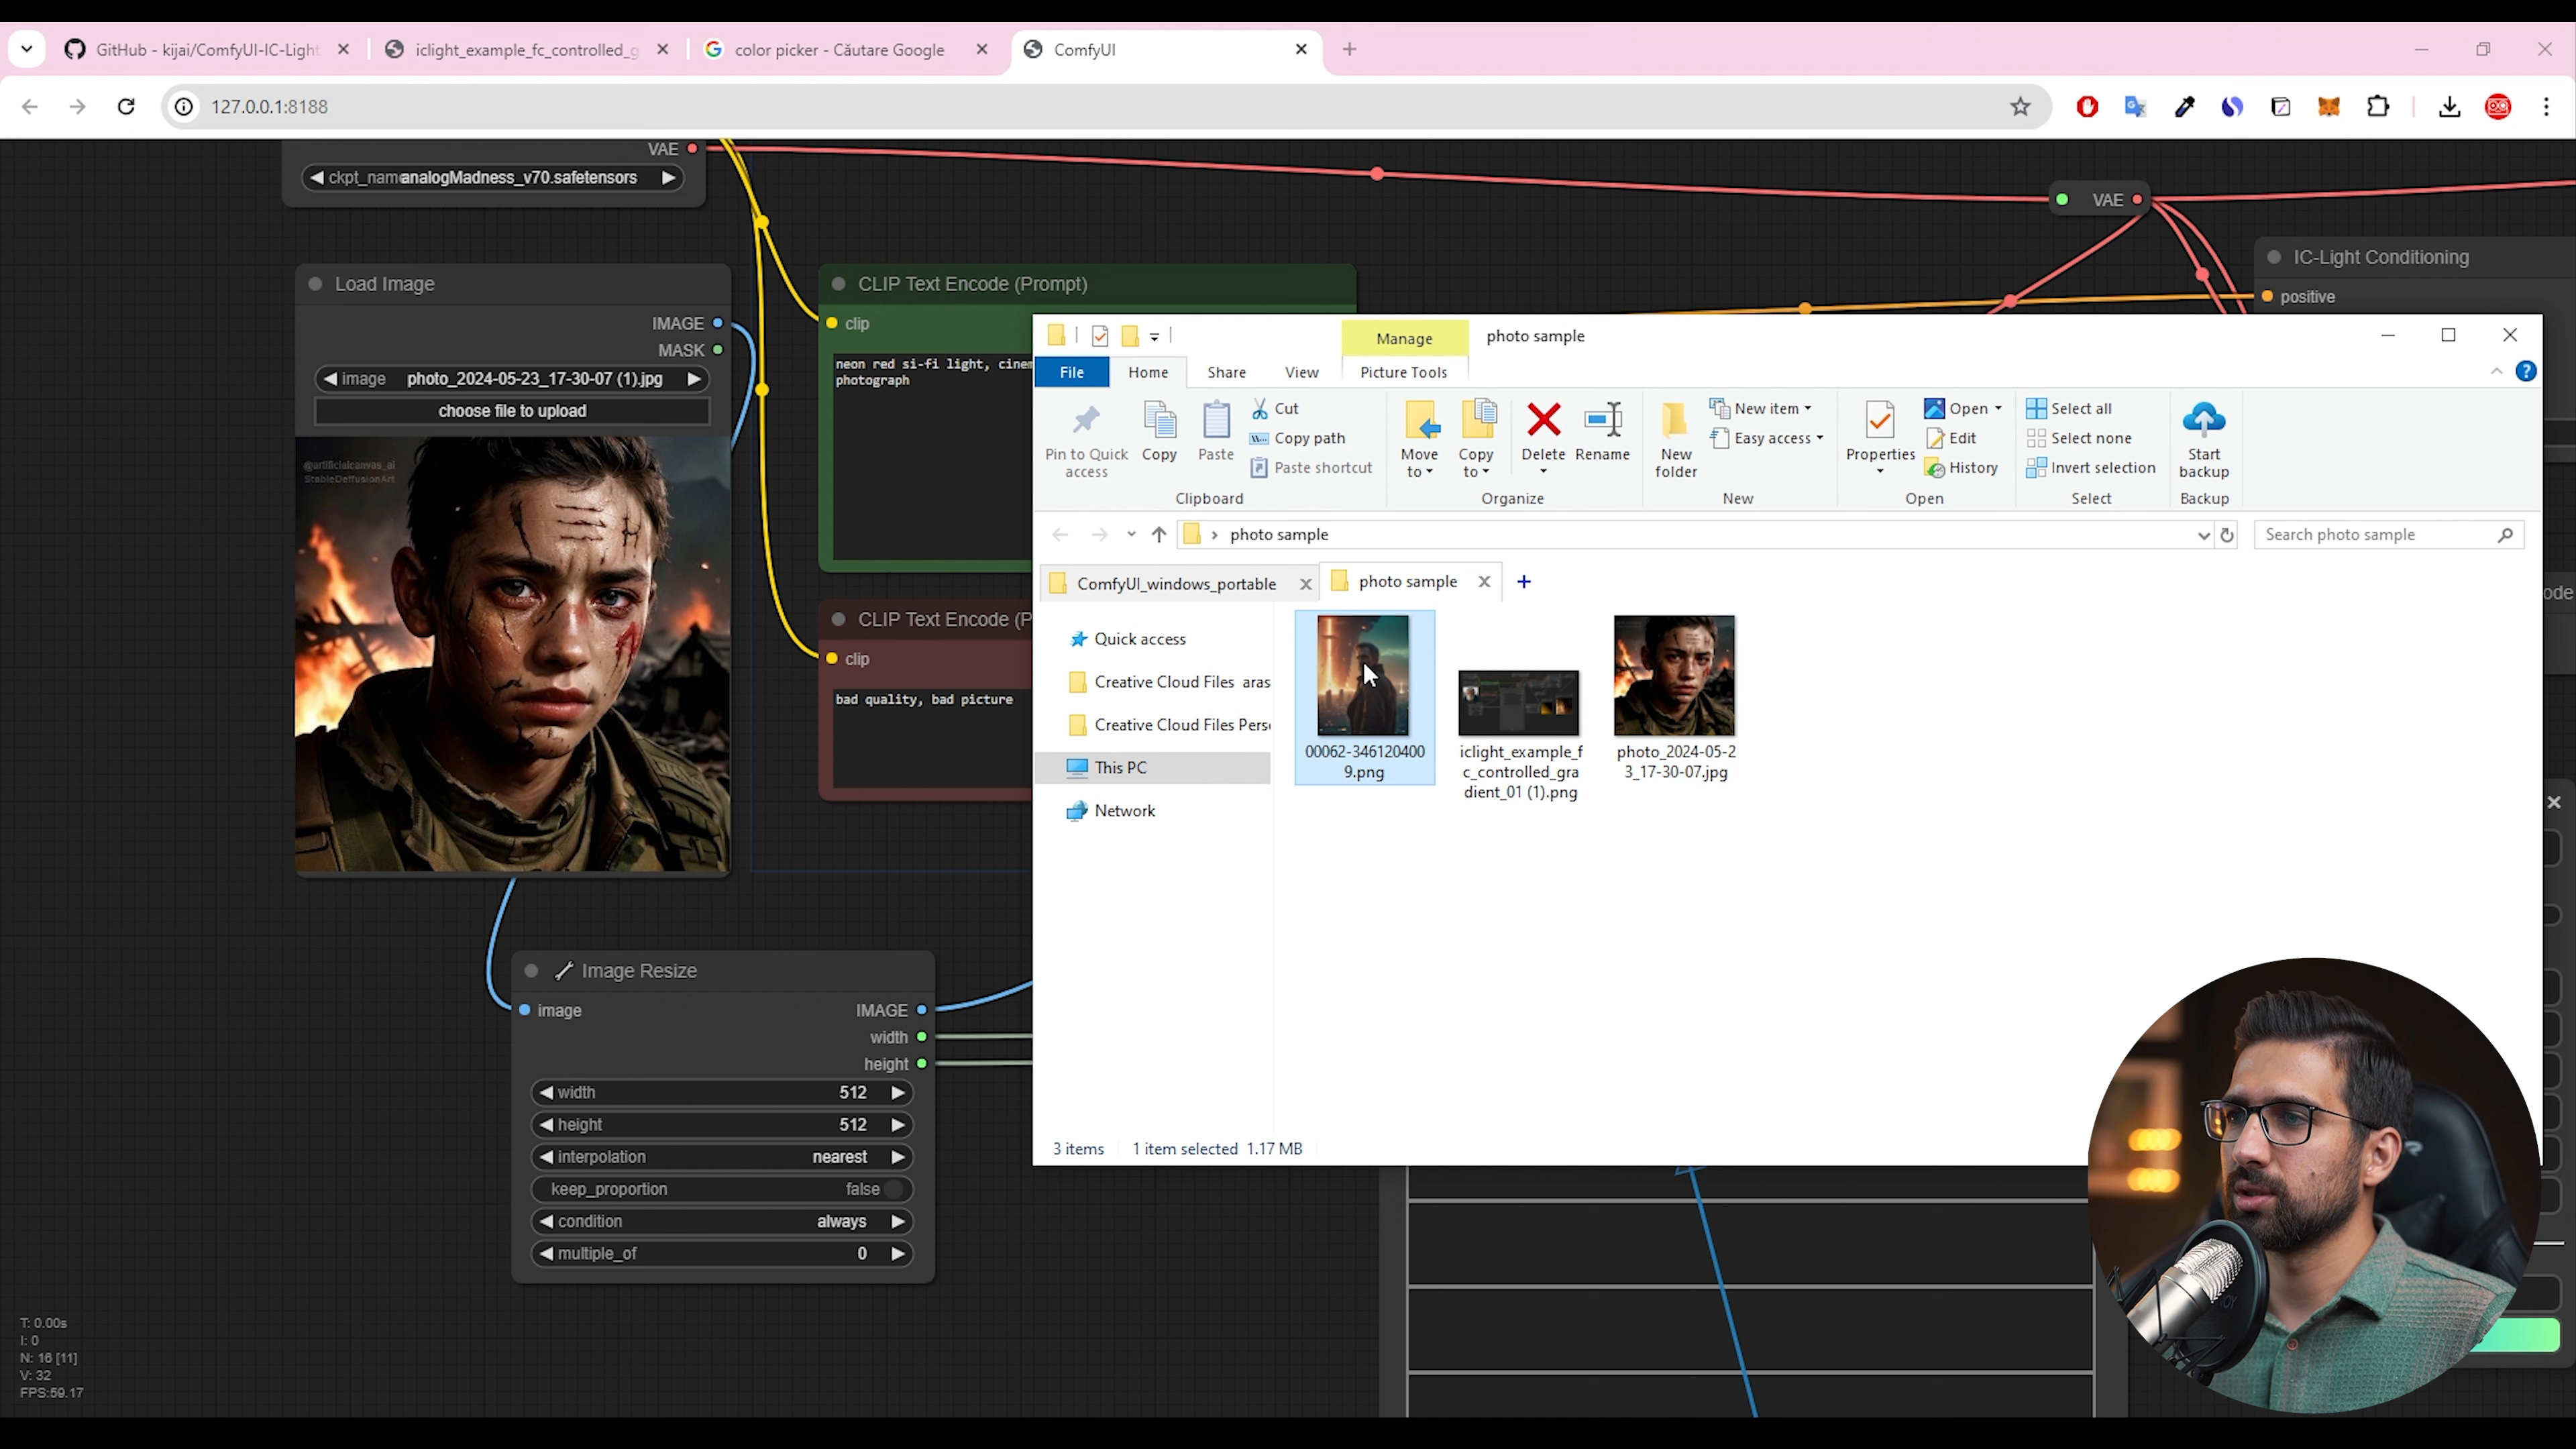 GitHub - kijai/ComfyUI-IC-Light
iclight_example_fc_controlled_g
color picker - Căutare Google
ComfyUI
127.0.0.1:8188
VAE
ckpt_name analogMadness_v70.safetensors
VAE
Load Image
IMAGE
MASK
image photo_2024-05-23_17-30-07 (1).jpg
choose file to upload
@artificialcanvas_ai
StableDeffusionArt
CLIP Text Encode (Prompt)
clip
neon red si-fi light, cinem
photograph
CLIP Text Encode (P
clip
bad quality, bad picture
IC-Light Conditioning
positive
ode
Image Resize
image
IMAGE
width
height
width 512
height 512
interpolation nearest
keep_proportion false
condition always
multiple_of 0
T: 0.00s
I: 0
N: 16 [11]
V: 32
FPS:59.17
Manage
photo sample
File
Home
Share
View
Picture Tools
Pin to Quick
access
Copy
Paste
Cut
Copy path
Paste shortcut
Clipboard
Move
to
Copy
to
Delete
Rename
Organize
New
folder
New item
Easy access
New
Properties
Open
Edit
History
Open
Select all
Select none
Invert selection
Select
Start
backup
Backup
photo sample
Search photo sample
ComfyUI_windows_portable
photo sample
Quick access
Creative Cloud Files aras
Creative Cloud Files Pers
This PC
Network
00062-346120400
9.png
iclight_example_f
c_controlled_gra
dient_01 (1).png
photo_2024-05-2
3_17-30-07.jpg
3 items
1 item selected 1.17 MB